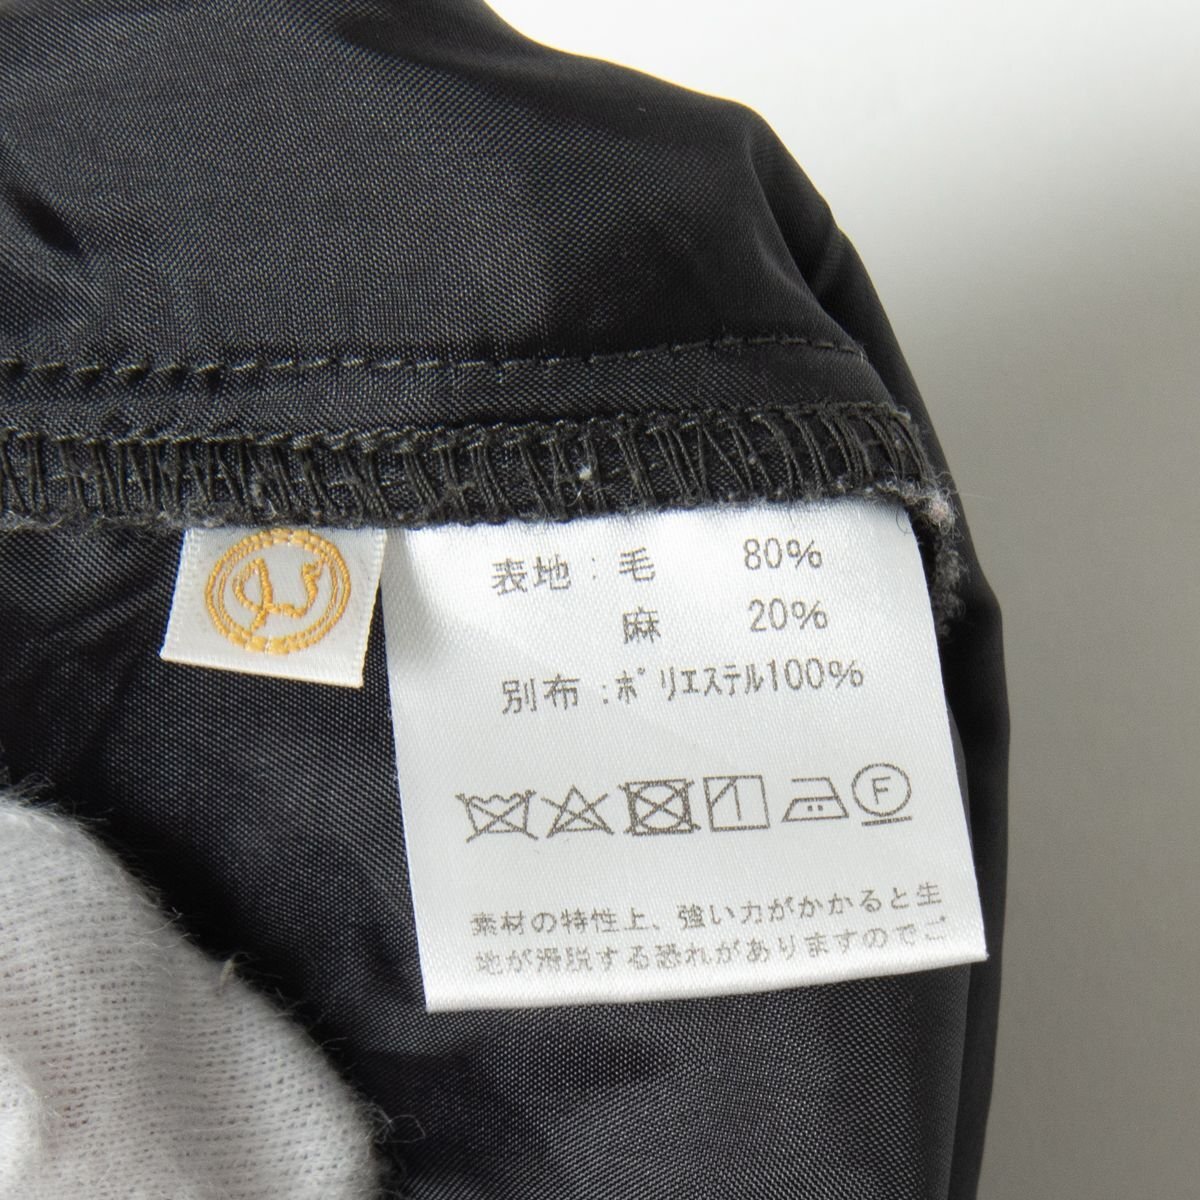 表地：毛 80%
麻 20%
別布：ﾎﾟﾘｴｽﾃﾙ100%
F
素材の特性上、強い力がかかると生
地が滑脱する恐れがありますのでご